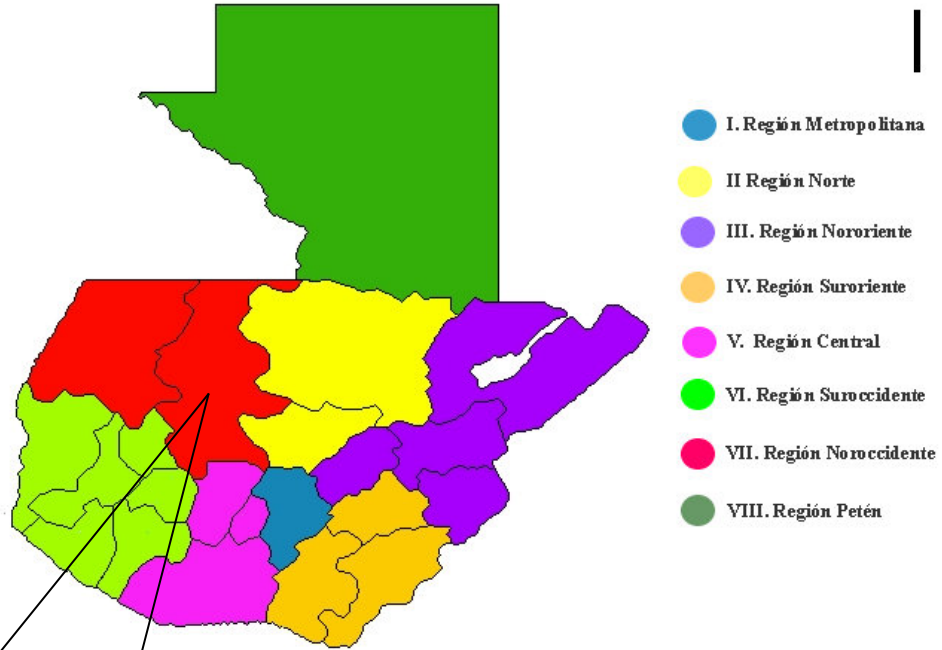 I. Región Metropolitana
II Región Norte
III. Región Nororiente
IV. Región Suroriente
V. Región Central
VI. Región Suroccidente
VII. Región Noroccidente
VIII. Región Petén